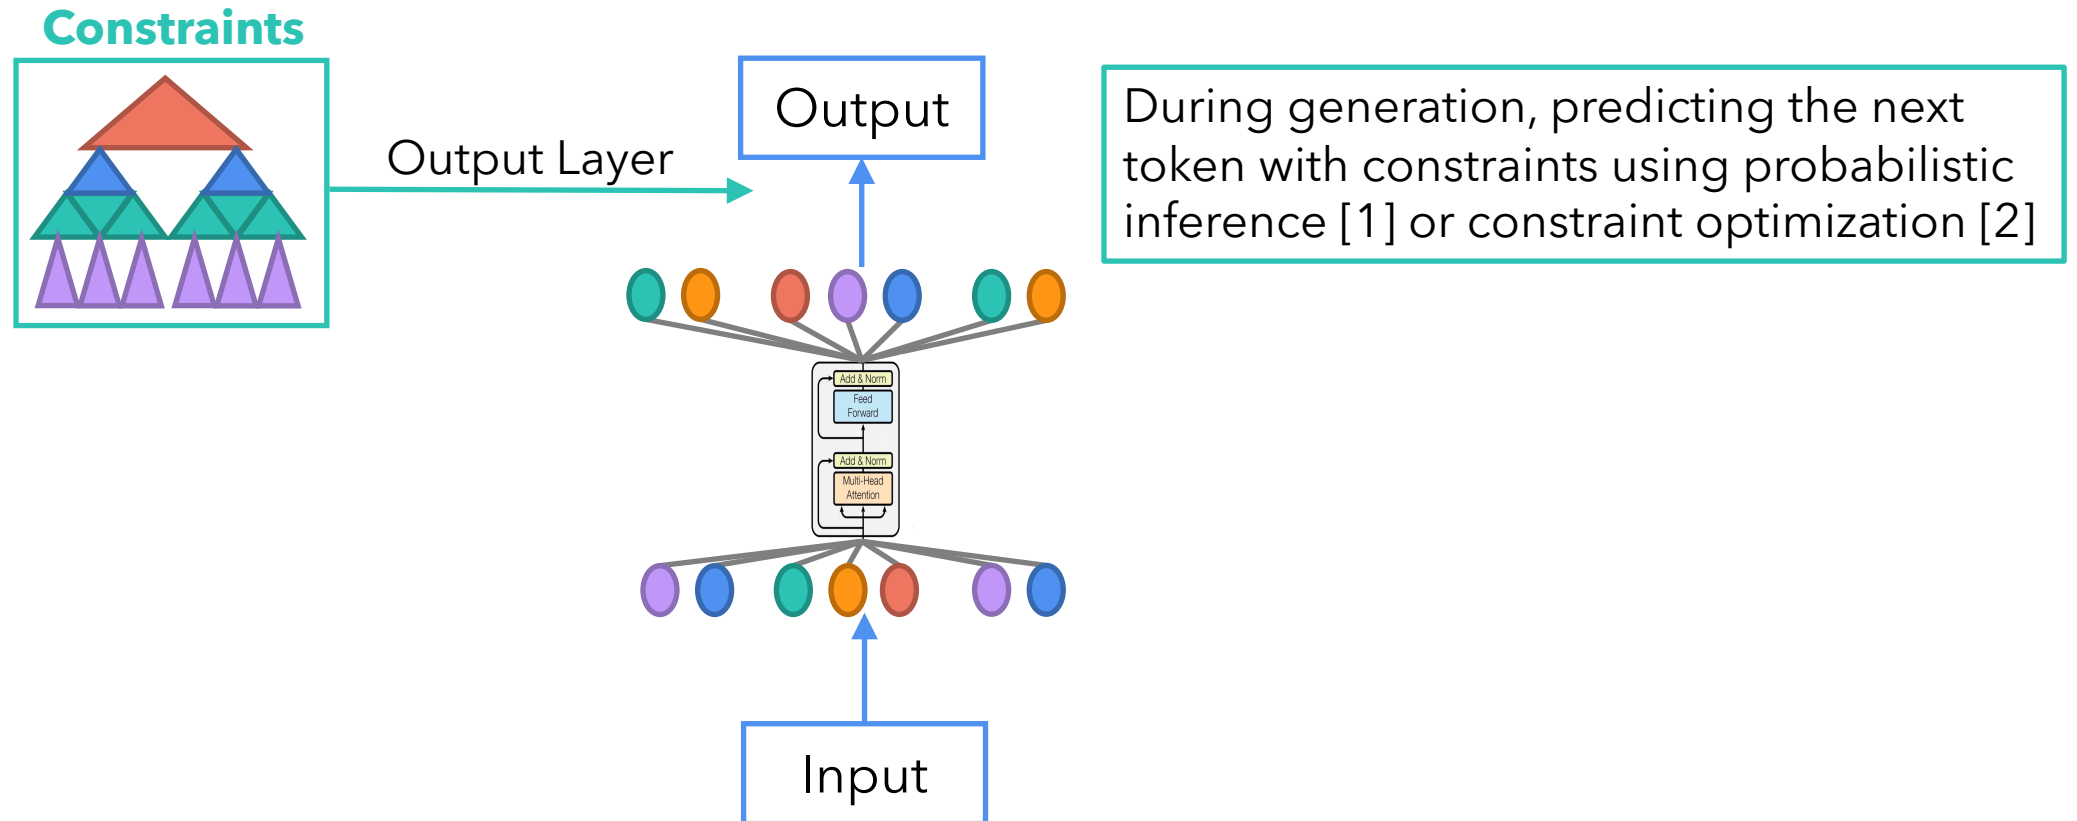 Constraints
Output Layer
Output
During generation, predicting the next
token with constraints using probabilistic
inference [1] or constraint optimization [2]
Add & Norm
Feed
Forward
Add & Norm
Multi-Head
Attention
Input